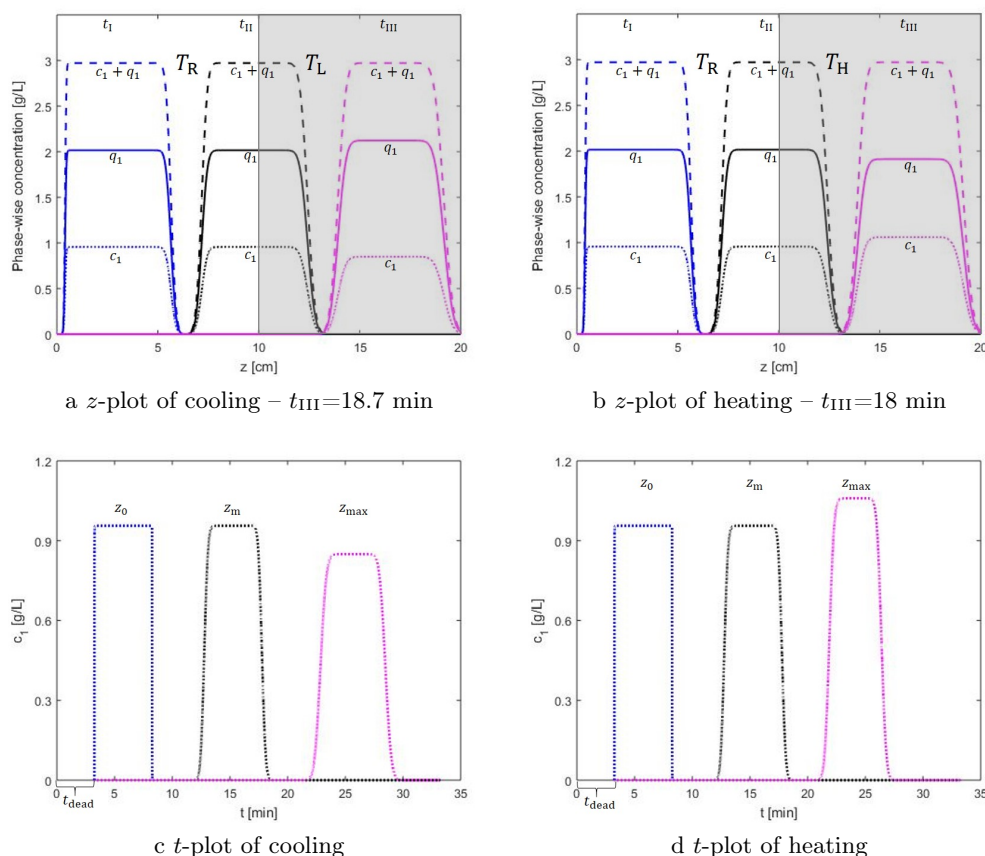 t_I t_II t_III
T_R T_L
c_1 + q_1 c_1 + q_1 c_1 + q_1
q_1 q_1 q_1
c_1 c_1 c_1
Phase-wise concentration [g/L]
3
2.5
2
1.5
1
0.5
0
0 5 10 15 20
z [cm]
a z-plot of cooling – t_III=18.7 min
t_I t_II t_III
T_R T_H
c_1 + q_1 c_1 + q_1 c_1 + q_1
q_1 q_1 q_1
c_1 c_1 c_1
Phase-wise concentration [g/L]
3
2.5
2
1.5
1
0.5
0
0 5 10 15 20
z [cm]
b z-plot of heating – t_III=18 min
z_0 z_m z_max
c_1 [g/L]
1.2
0.9
0.6
0.3
0
0 5 10 15 20 25 30 35
t_dead
t [min]
c t-plot of cooling
z_0 z_m z_max
c_1 [g/L]
1.2
0.9
0.6
0.3
0
0 5 10 15 20 25 30 35
t_dead
t [min]
d t-plot of heating